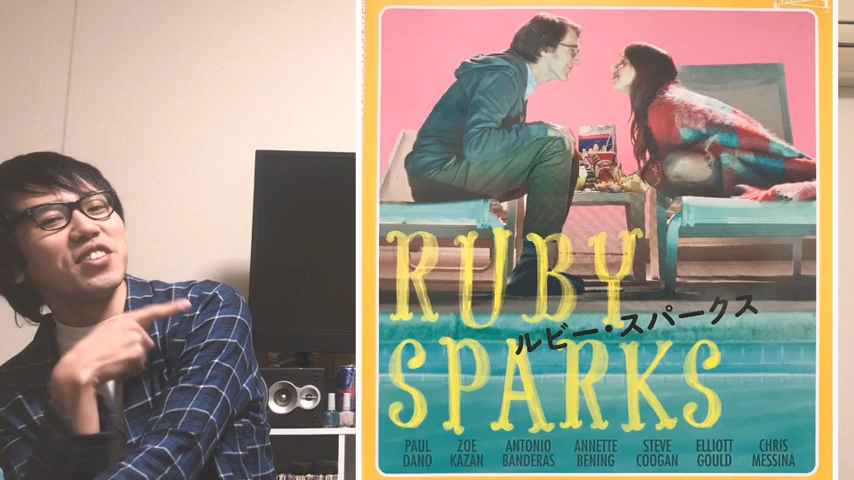 RUBY
ルビー・スパークス
SPARKS
PAUL DANO
ZOE KAZAN
ANTONIO BANDERAS
ANNETTE BENING
STEVE COOGAN
ELLIOTT GOULD
CHRIS MESSINA